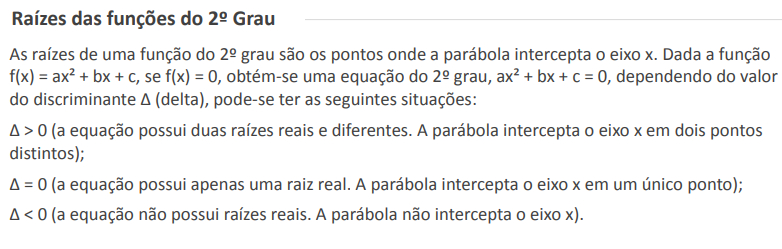 Raízes das funções do 2º Grau
As raízes de uma função do 2º grau são os pontos onde a parábola intercepta o eixo x. Dada a função
f(x) = ax² + bx + c, se f(x) = 0, obtém-se uma equação do 2º grau, ax² + bx + c = 0, dependendo do valor
do discriminante Δ (delta), pode-se ter as seguintes situações:
Δ > 0 (a equação possui duas raízes reais e diferentes. A parábola intercepta o eixo x em dois pontos
distintos);
Δ = 0 (a equação possui apenas uma raiz real. A parábola intercepta o eixo x em um único ponto);
Δ < 0 (a equação não possui raízes reais. A parábola não intercepta o eixo x).